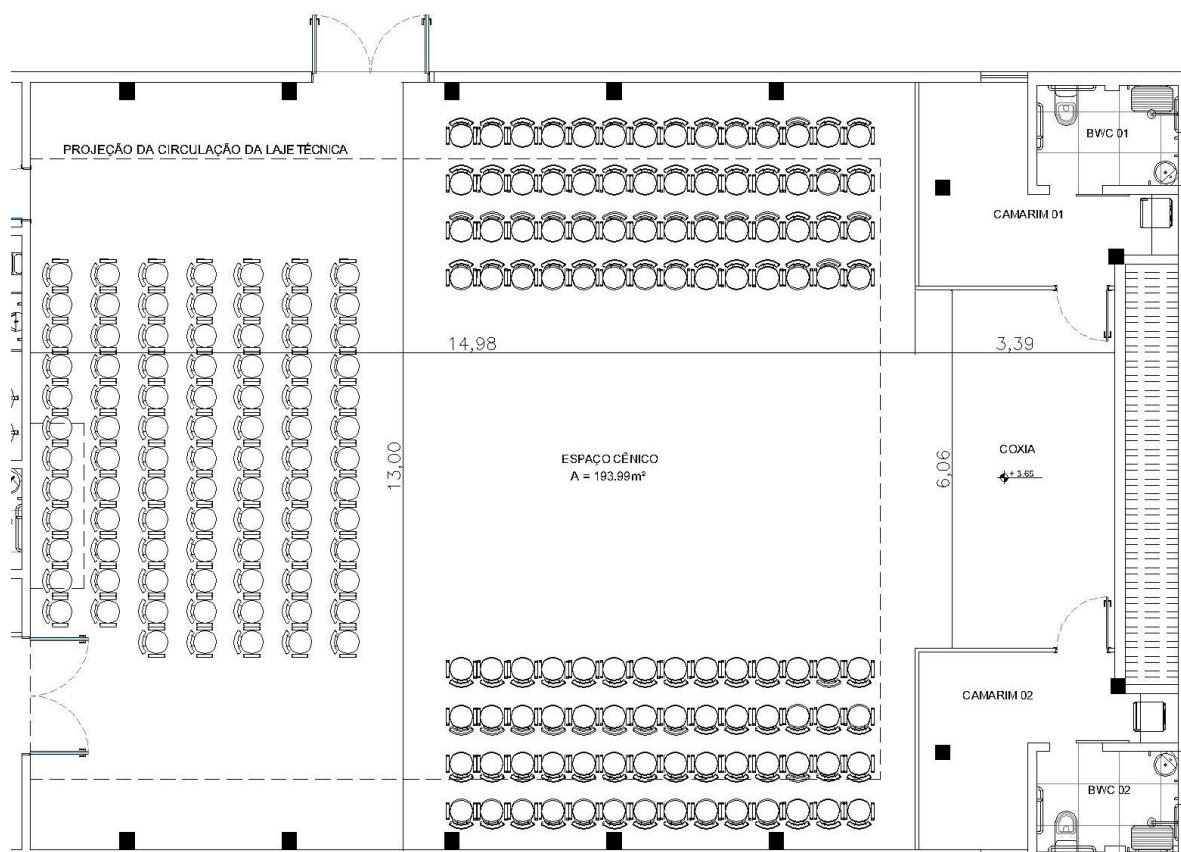 BWC 01
PROJEÇÃO DA CIRCULAÇÃO DA LAJE TÉCNICA
CAMARIM 01
14,98
3,39
13,00
ESPAÇO CÊNICO
A = 193.99m²
6,06
COXIA
+ 3.65
CAMARIM 02
BWC 02